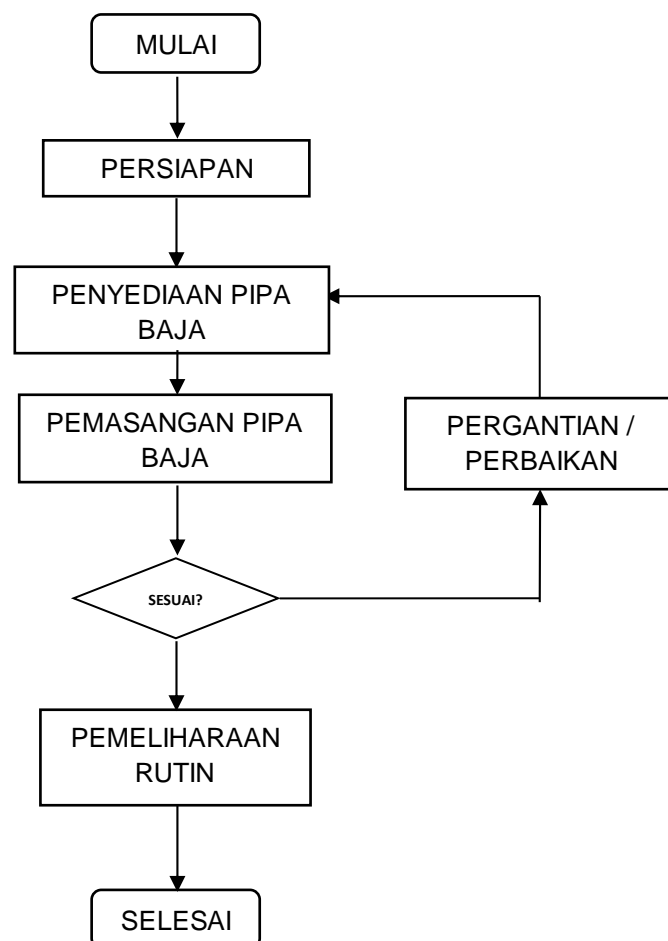 MULAI
PERSIAPAN
PENYEDIAAN PIPA
BAJA
PEMASANGAN PIPA
BAJA
PERGANTIAN /
PERBAIKAN
SESUAI?
PEMELIHARAAN
RUTIN
SELESAI